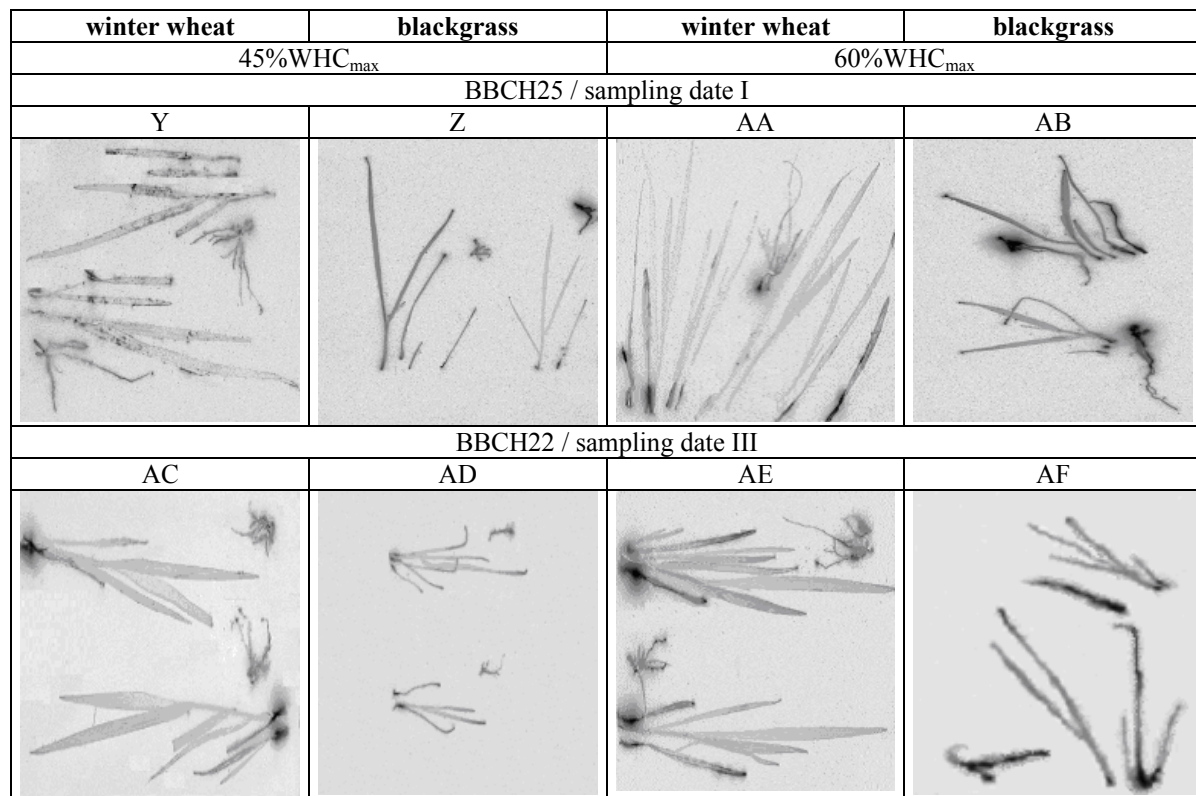 winter wheat blackgrass winter wheat blackgrass
45%WHCmax 60%WHCmax
BBCH25 / sampling date I
Y Z AA AB
BBCH22 / sampling date III
AC AD AE AF